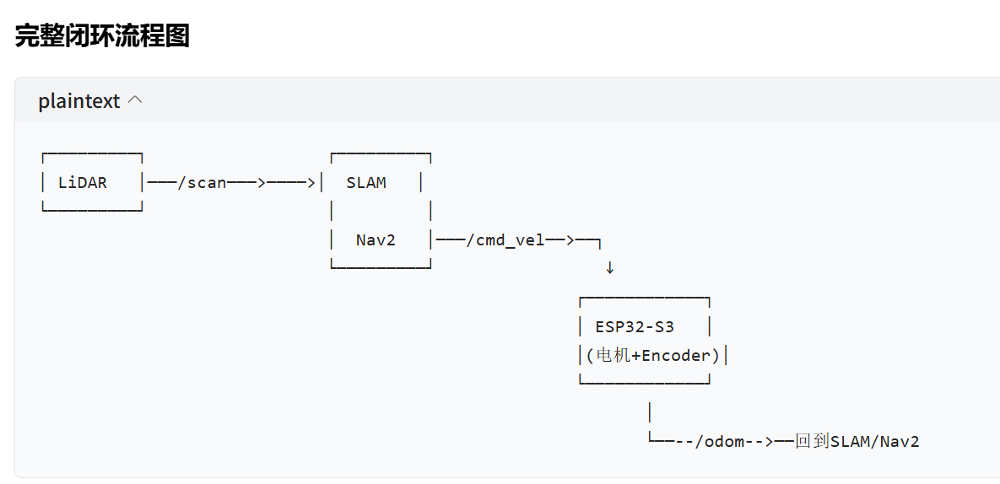 完整闭环流程图
plaintext
LiDAR ───/scan───>────> SLAM
Nav2 ───/cmd_vel──>──┐
↓
ESP32-S3
(电机+Encoder)
└──--/odom-->──回到SLAM/Nav2